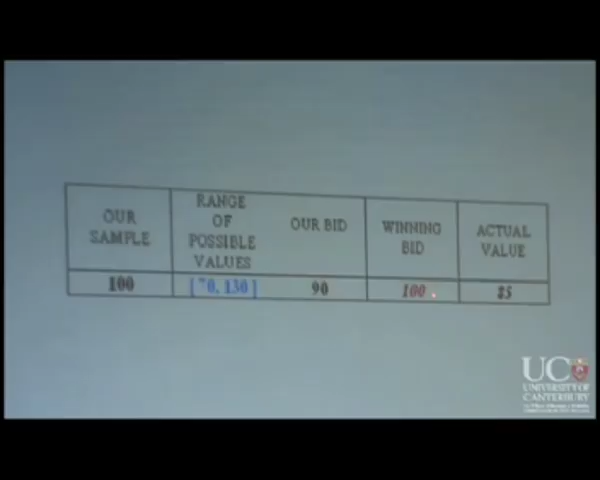 OUR
SAMPLE
RANGE
OF
POSSIBLE
VALUES
OUR BID
WINNING
BID
ACTUAL
VALUE
100
[70, 130]
90
100
85
UC
UNIVERSITY OF
CANTERBURY